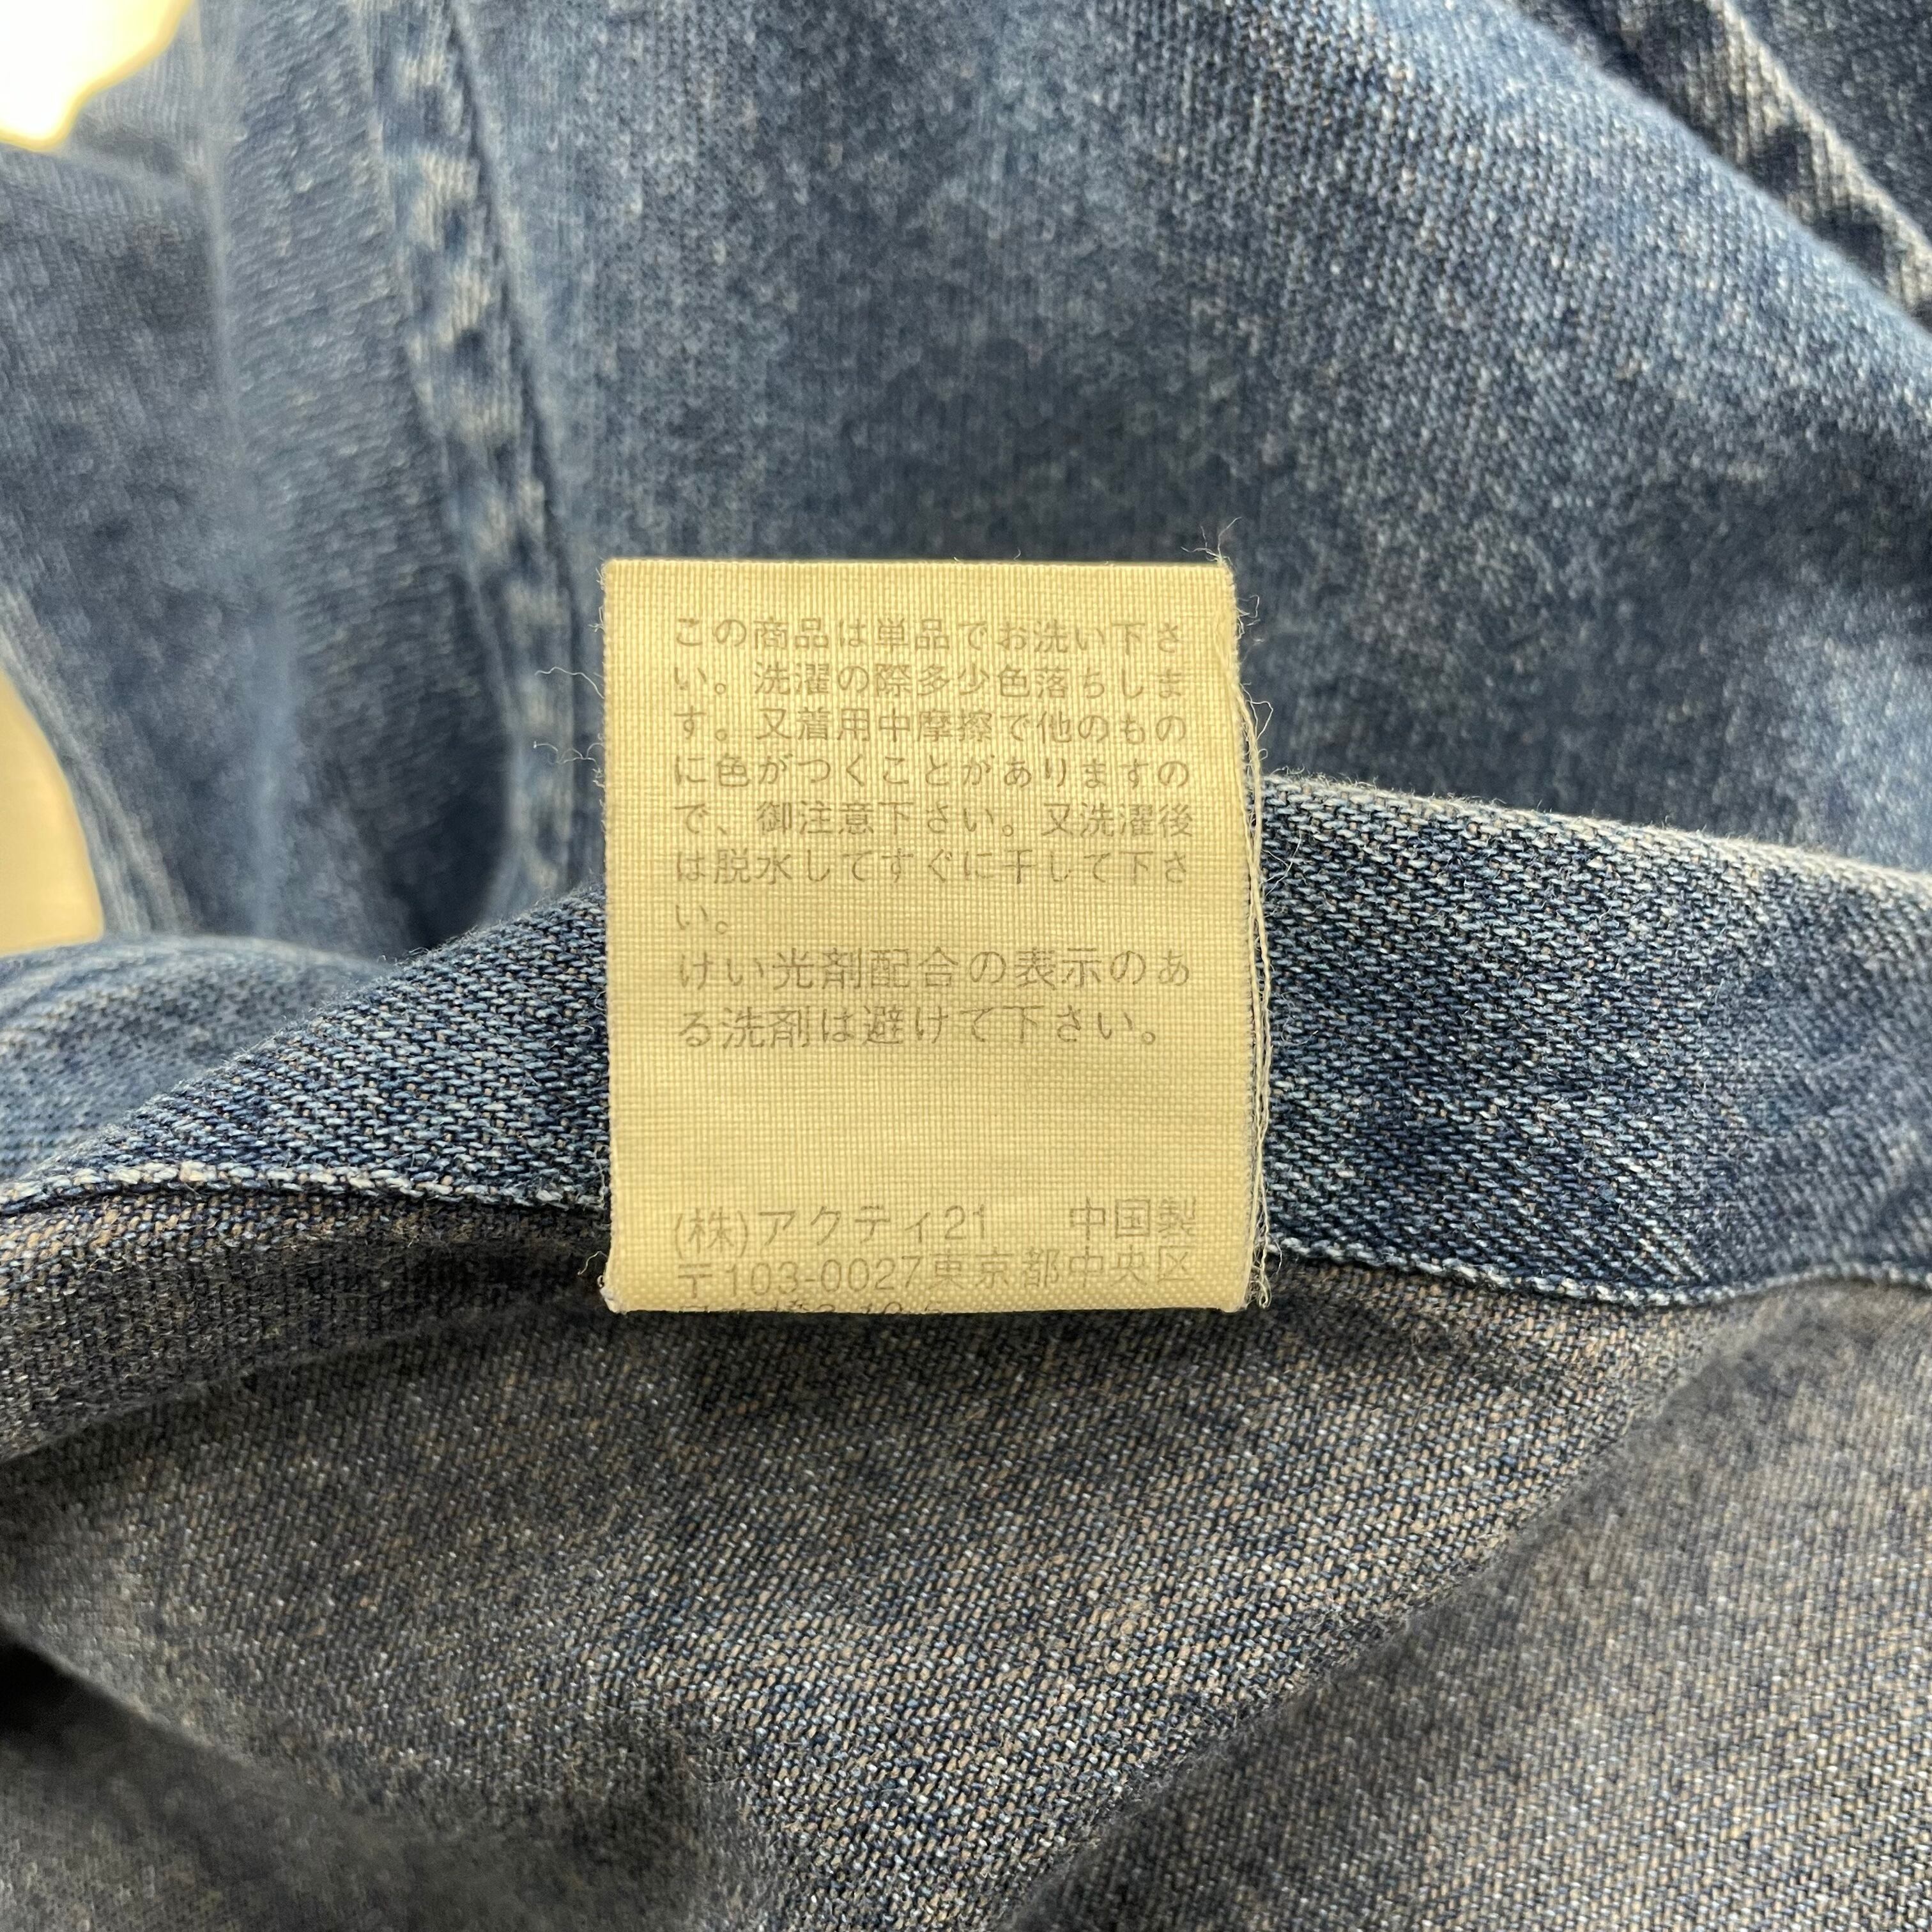 この商品は単品でお洗い下さ
い。洗濯の際多少色落ちしま
す。又着用中摩擦で他のもの
に色がつくことがありますの
で、御注意下さい。又洗濯後
は脱水してすぐに干して下さ
い。
けい光剤配合の表示のあ
る洗剤は避けて下さい。
(株)アクティ21 中国製
〒103-0027東京都中央区